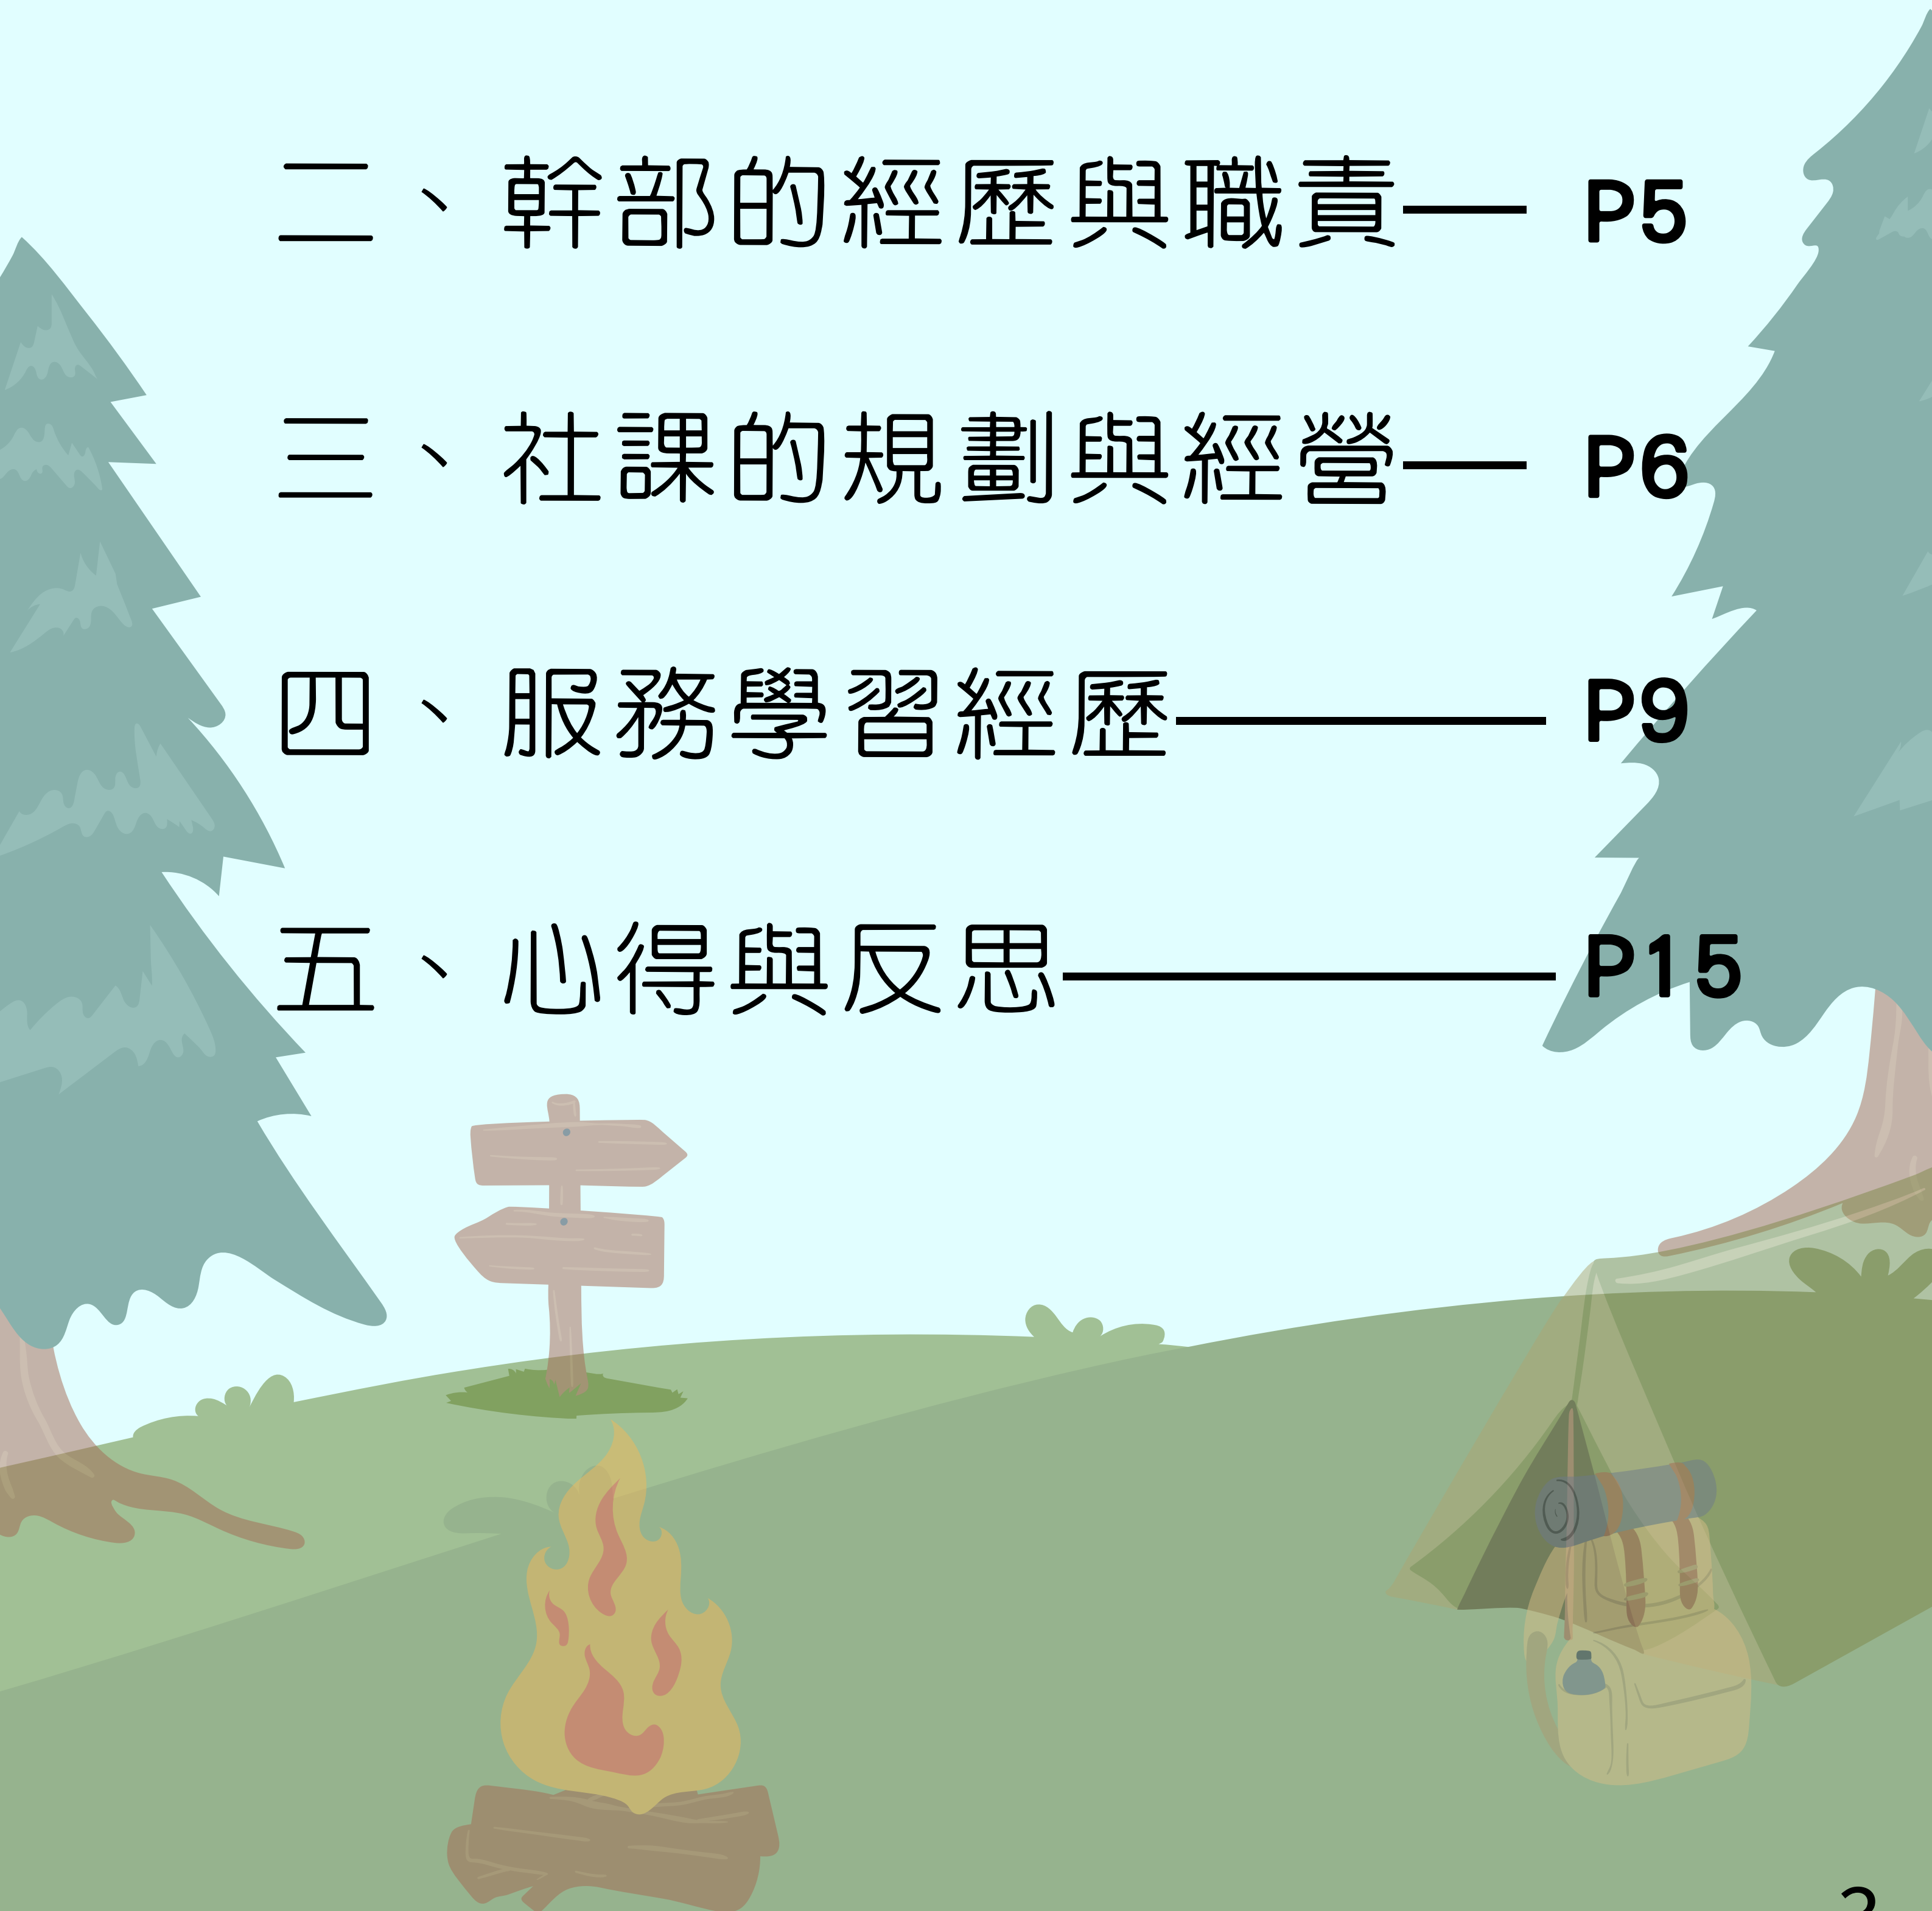 二、幹部的經歷與職責—— P5
三、社課的規劃與經營—— P6
四、服務學習經歷—————— P9
五、心得與反思———————— P15